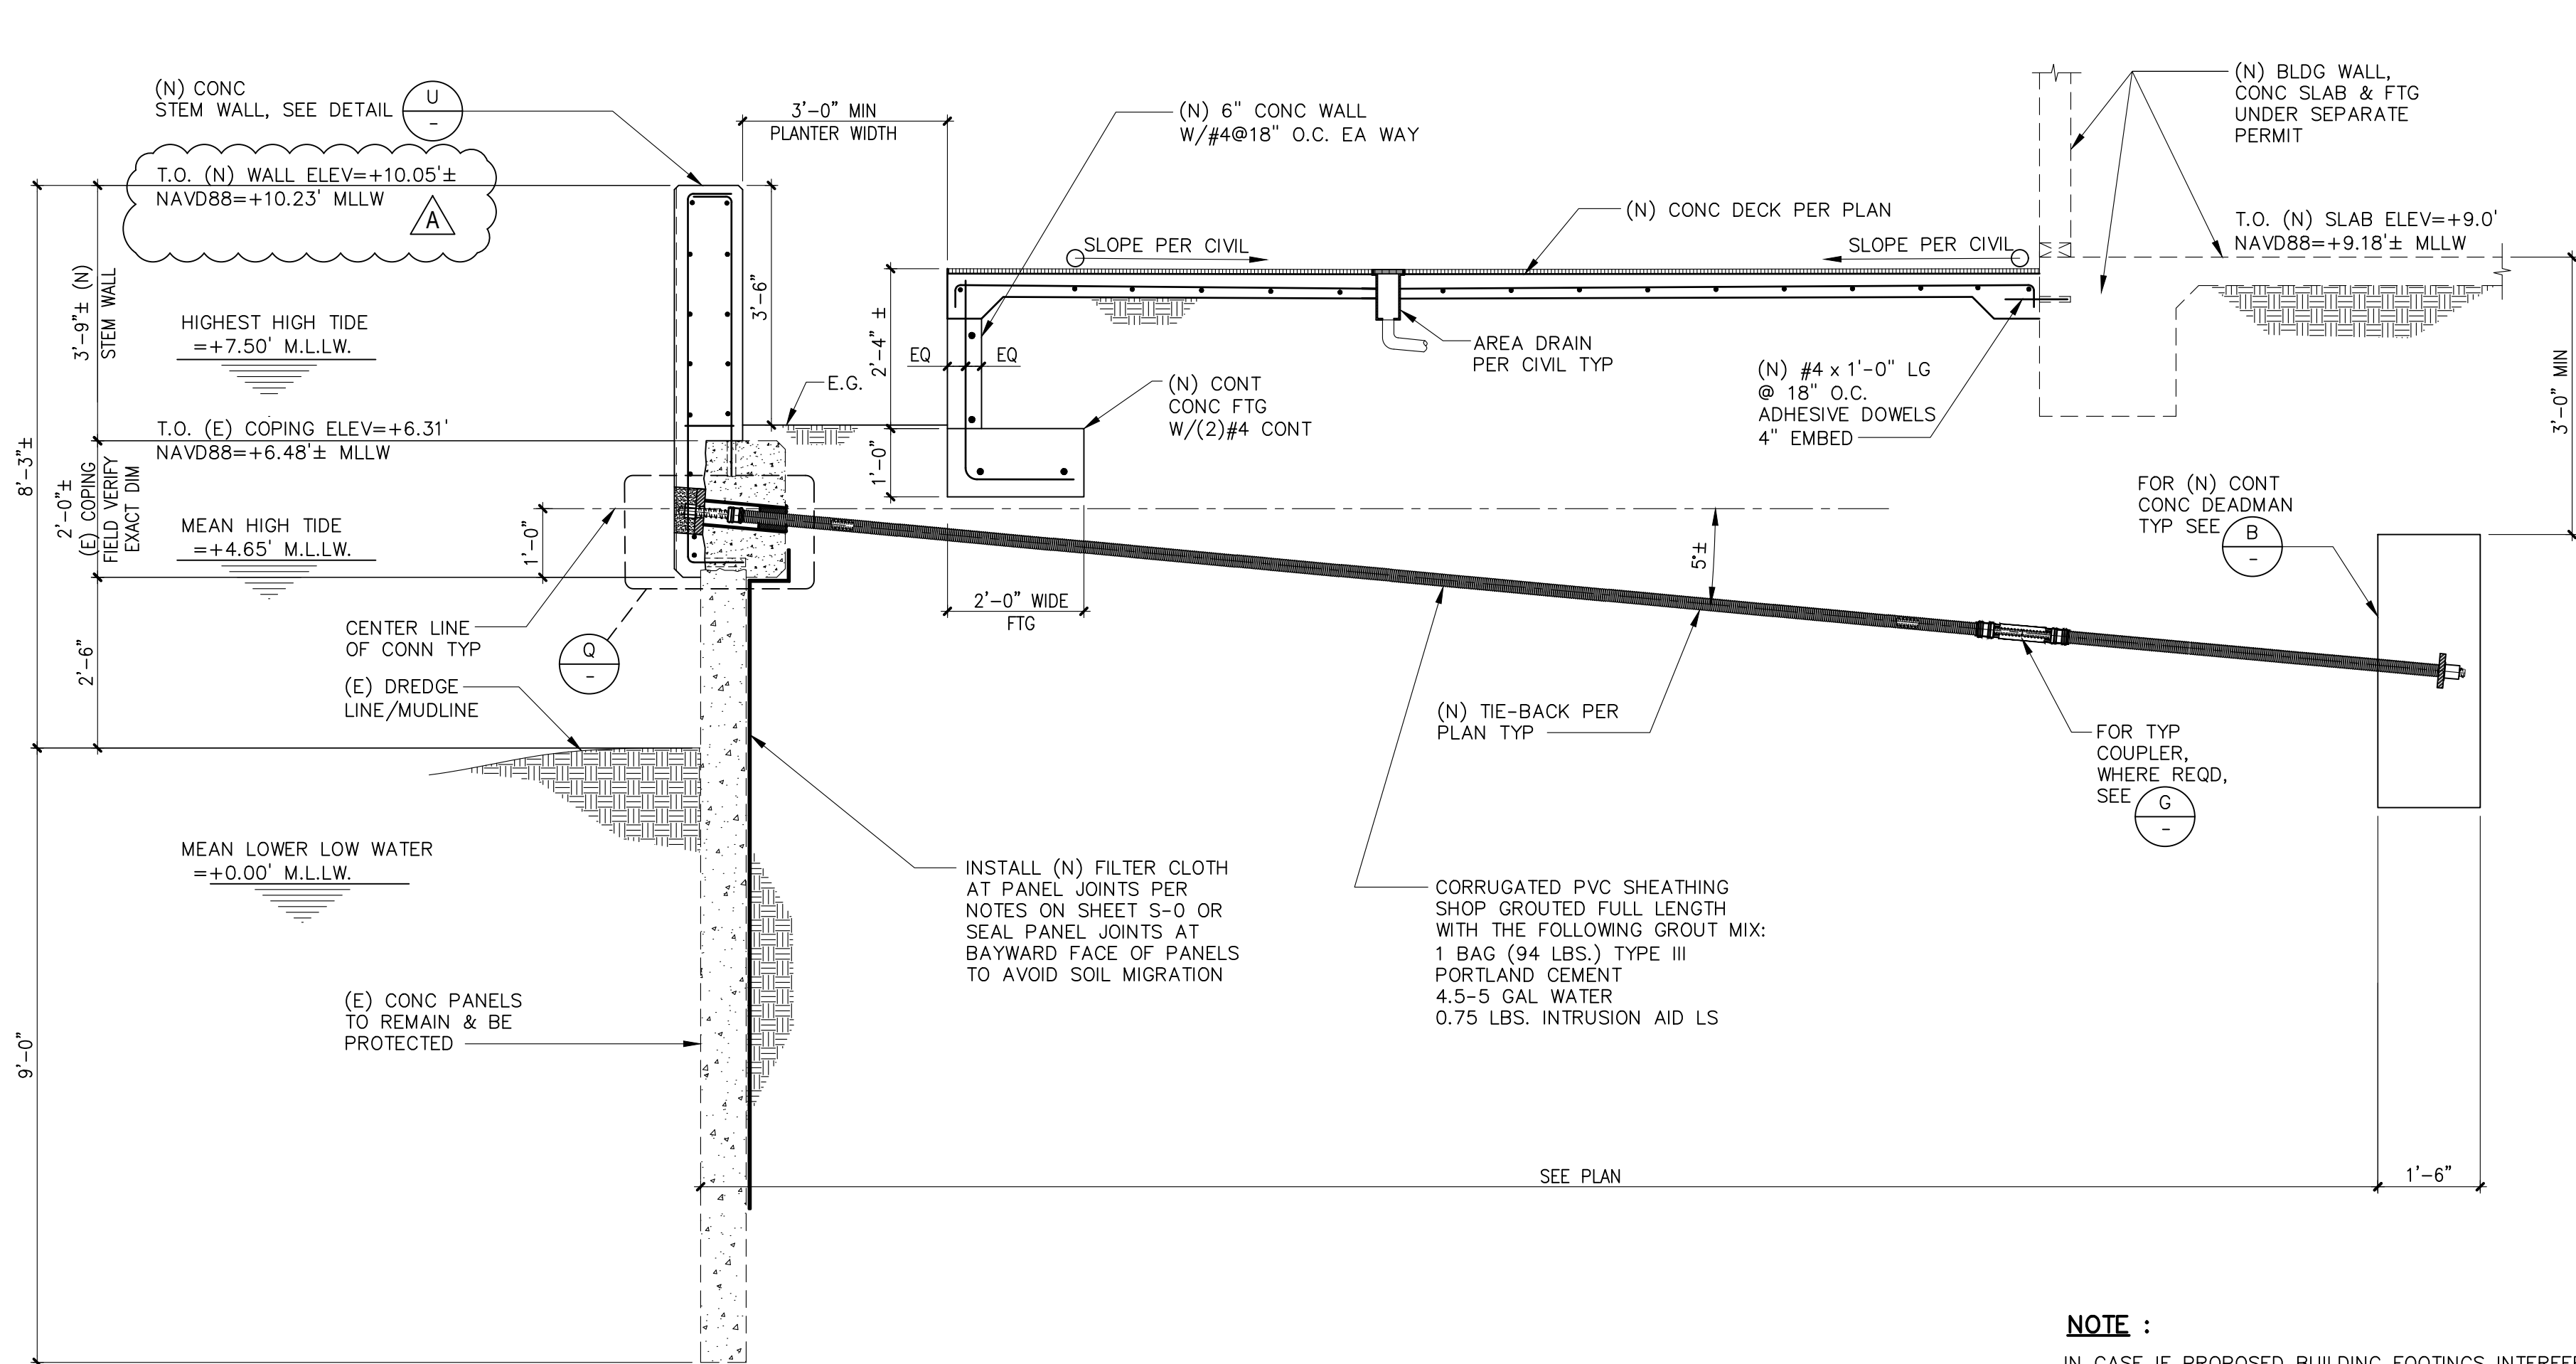 (N) CONC
STEM WALL, SEE DETAIL
U
-
T.O. (N) WALL ELEV=+10.05'±
NAVD88=+10.23' MLLW
A
3'-0" MIN
PLANTER WIDTH
(N) 6" CONC WALL
W/#4@18" O.C. EA WAY
(N) CONC DECK PER PLAN
SLOPE PER CIVIL
SLOPE PER CIVIL
(N) BLDG WALL,
CONC SLAB & FTG
UNDER SEPARATE
PERMIT
T.O. (N) SLAB ELEV=+9.0'
NAVD88=+9.18'± MLLW
8'-3"±
3'-9"± (N)
STEM WALL
HIGHEST HIGH TIDE
=+7.50' M.L.LW.
3'-6"
2'-4" ±
EQ
EQ
E.G.
(N) CONT
CONC FTG
W/(2)#4 CONT
AREA DRAIN
PER CIVIL TYP
(N) #4 x 1'-0" LG
@ 18" O.C.
ADHESIVE DOWELS
4" EMBED
3'-0" MIN
T.O. (E) COPING ELEV=+6.31'
NAVD88=+6.48'± MLLW
2'-0"±
(E) COPING
FIELD VERIFY
EXACT DIM
MEAN HIGH TIDE
=+4.65' M.L.LW.
1'-0"
1'-0"
5°±
FOR (N) CONT
CONC DEADMAN
TYP SEE
B
-
2'-0" WIDE
FTG
CENTER LINE
OF CONN TYP
Q
-
2'-6"
(E) DREDGE
LINE/MUDLINE
(N) TIE-BACK PER
PLAN TYP
FOR TYP
COUPLER,
WHERE REQD,
SEE
G
-
MEAN LOWER LOW WATER
=+0.00' M.L.LW.
INSTALL (N) FILTER CLOTH
AT PANEL JOINTS PER
NOTES ON SHEET S-0 OR
SEAL PANEL JOINTS AT
BAYWARD FACE OF PANELS
TO AVOID SOIL MIGRATION
CORRUGATED PVC SHEATHING
SHOP GROUTED FULL LENGTH
WITH THE FOLLOWING GROUT MIX:
1 BAG (94 LBS.) TYPE III
PORTLAND CEMENT
4.5-5 GAL WATER
0.75 LBS. INTRUSION AID LS
(E) CONC PANELS
TO REMAIN & BE
PROTECTED
9'-0"
SEE PLAN
1'-6"
NOTE :
IN CASE IF PROPOSED BUILDING FOOTINGS